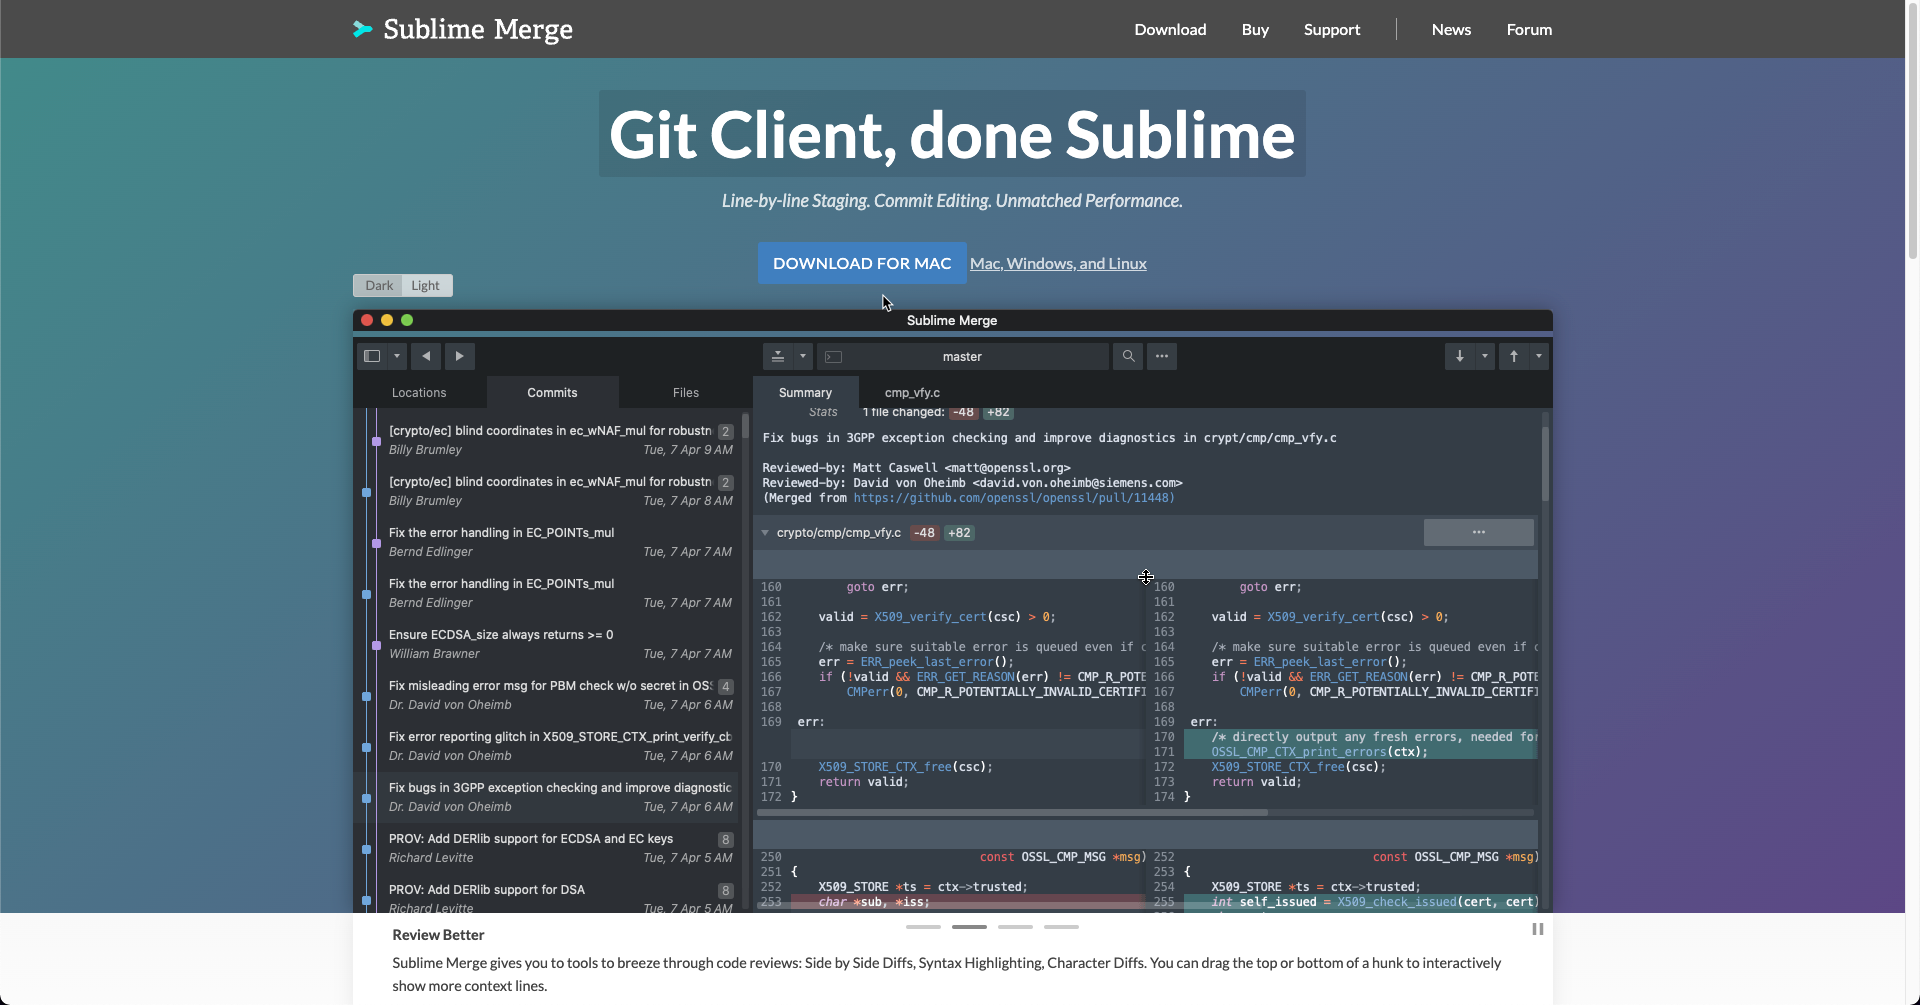 Sublime Merge
Download Buy Support News Forum
Git Client, done Sublime
Line-by-line Staging. Commit Editing. Unmatched Performance.
DOWNLOAD FOR MAC Mac, Windows, and Linux
Dark Light
Sublime Merge
master
Locations Commits Files
Summary cmp_vfy.c
[crypto/ec] blind coordinates in ec_wNAF_mul for robustn 2
Billy Brumley Tue, 7 Apr 9 AM
[crypto/ec] blind coordinates in ec_wNAF_mul for robustn 2
Billy Brumley Tue, 7 Apr 8 AM
Fix the error handling in EC_POINTs_mul
Bernd Edlinger Tue, 7 Apr 7 AM
Fix the error handling in EC_POINTs_mul
Bernd Edlinger Tue, 7 Apr 7 AM
Ensure ECDSA_size always returns >= 0
William Brawner Tue, 7 Apr 7 AM
Fix misleading error msg for PBM check w/o secret in OS 4
Dr. David von Oheimb Tue, 7 Apr 6 AM
Fix error reporting glitch in X509_STORE_CTX_print_verify_cb
Dr. David von Oheimb Tue, 7 Apr 6 AM
Fix bugs in 3GPP exception checking and improve diagnostic
Dr. David von Oheimb Tue, 7 Apr 6 AM
PROV: Add DERlib support for ECDSA and EC keys 8
Richard Levitte Tue, 7 Apr 5 AM
PROV: Add DERlib support for DSA 8
Richard Levitte Tue, 7 Apr 5 AM
Stats 1 file changed: -48 +82
Fix bugs in 3GPP exception checking and improve diagnostics in crypt/cmp/cmp_vfy.c
Reviewed-by: Matt Caswell <matt@openssl.org>
Reviewed-by: David von Oheimb <david.von.oheimb@siemens.com>
(Merged from https://github.com/openssl/openssl/pull/11448)
crypto/cmp/cmp_vfy.c -48 +82
160 goto err;
161
162 valid = X509_verify_cert(csc) > 0;
163
164 /* make sure suitable error is queued even if c
165 err = ERR_peek_last_error();
166 if (!valid && ERR_GET_REASON(err) != CMP_R_POTE
167 CMPerr(0, CMP_R_POTENTIALLY_INVALID_CERTIFI
168
169 err:
170 X509_STORE_CTX_free(csc);
171 return valid;
172 }
160 goto err;
161
162 valid = X509_verify_cert(csc) > 0;
163
164 /* make sure suitable error is queued even if c
165 err = ERR_peek_last_error();
166 if (!valid && ERR_GET_REASON(err) != CMP_R_POTE
167 CMPerr(0, CMP_R_POTENTIALLY_INVALID_CERTIFI
168
169 err:
170 /* directly output any fresh errors, needed for
171 OSSL_CMP_CTX_print_errors(ctx);
172 X509_STORE_CTX_free(csc);
173 return valid;
174 }
250 const OSSL_CMP_MSG *msg)
251 {
252 X509_STORE *ts = ctx->trusted;
253 char *sub, *iss;
252 const OSSL_CMP_MSG *msg)
253 {
254 X509_STORE *ts = ctx->trusted;
255 int self_issued = X509_check_issued(cert, cert)
Review Better
Sublime Merge gives you to tools to breeze through code reviews: Side by Side Diffs, Syntax Highlighting, Character Diffs. You can drag the top or bottom of a hunk to interactively
show more context lines.